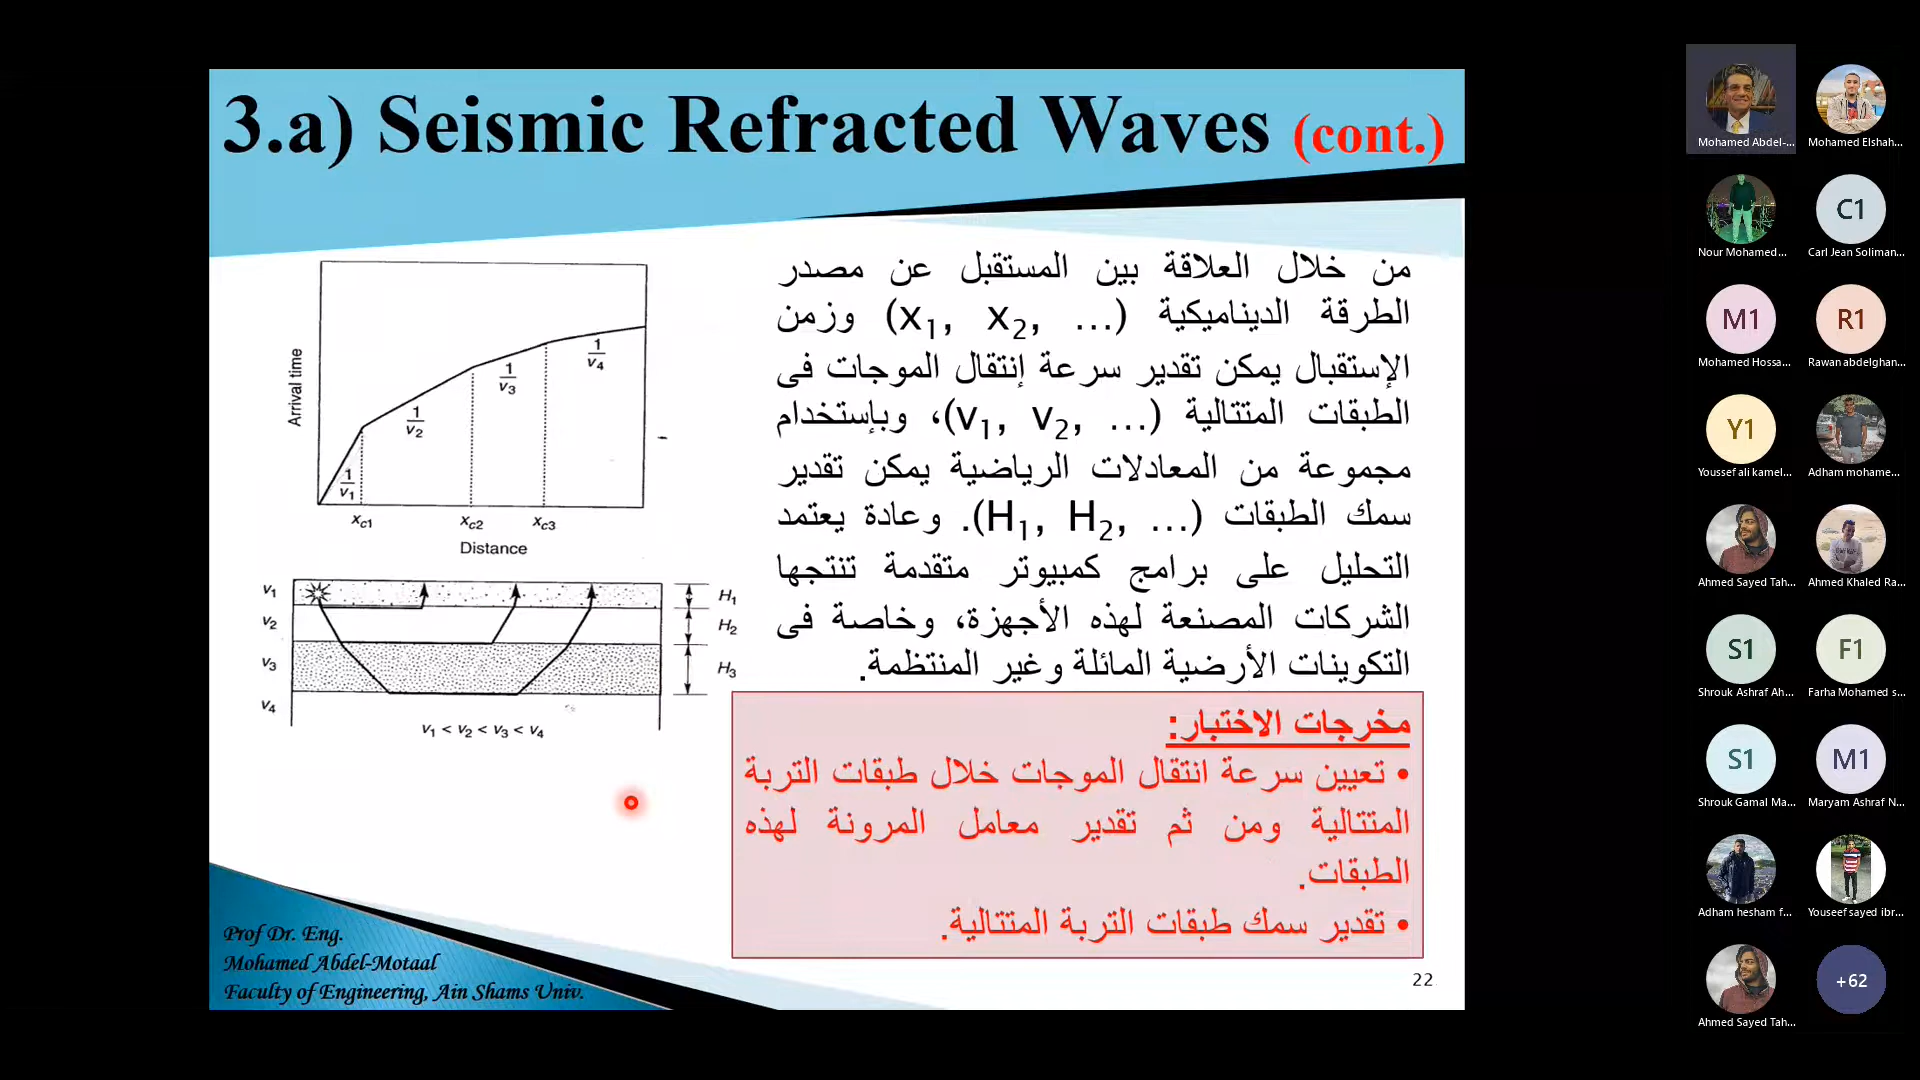 3.a) Seismic Refracted Waves (cont.)
من خلال العلاقة بين المستقبل عن مصدر
الطرقة الديناميكية (x1, x2, …) وزمن
الإستقبال يمكن تقدير سرعة إنتقال الموجات فى
الطبقات المتتالية (v1, v2, …)، وبإستخدام
مجموعة من المعادلات الرياضية يمكن تقدير
سمك الطبقات (H1, H2, …). وعادة يعتمد
التحليل على برامج كمبيوتر متقدمة تنتجها
الشركات المصنعة لهذه الأجهزة، وخاصة فى
التكوينات الأرضية المائلة وغير المنتظمة.
مخرجات الاختبار:
• تعيين سرعة انتقال الموجات خلال طبقات التربة
المتتالية ومن ثم تقدير معامل المرونة لهذه
الطبقات.
• تقدير سمك طبقات التربة المتتالية.
Arrival time
1/v1
1/v2
1/v3
1/v4
xc1 xc2 xc3
Distance
v1
v2
v3
v4
H1
H2
H3
v1 < v2 < v3 < v4
Prof Dr. Eng.
Mohamed Abdel-Motaal
Faculty of Engineering, Ain Shams Univ.
22
Mohamed Abdel-...
Mohamed Elshah...
Nour Mohamed...
C1
Carl Jean Soliman...
M1
Mohamed Hossa...
R1
Rawan abdelghan...
Y1
Youssef ali kamel...
Adham mohame...
Ahmed Sayed Tah...
Ahmed Khaled Ra...
S1
Shrouk Ashraf Ah...
F1
Farha Mohamed s...
S1
Shrouk Gamal Ma...
M1
Maryam Ashraf N...
Adham hesham f...
Youseef sayed ibr...
Ahmed Sayed Tah...
+62